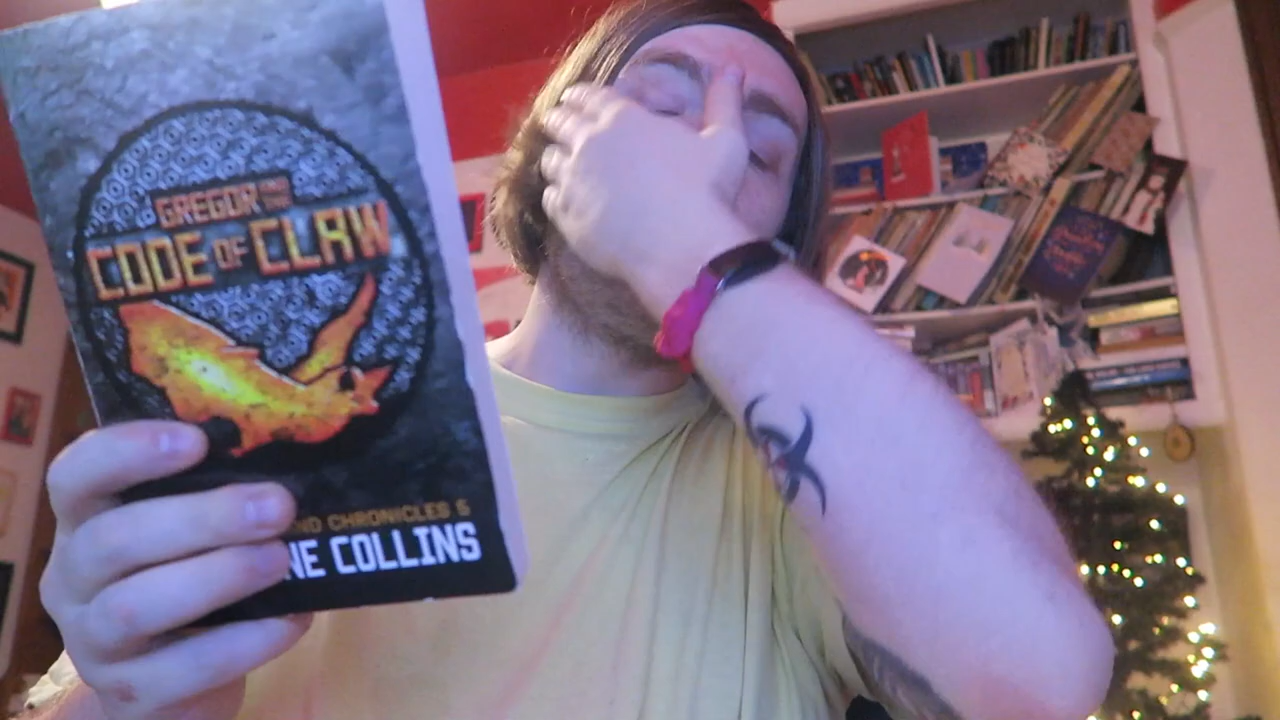 GREGOR AND THE
CODE OF CLAW
ND CHRONICLES 5
NE COLLINS